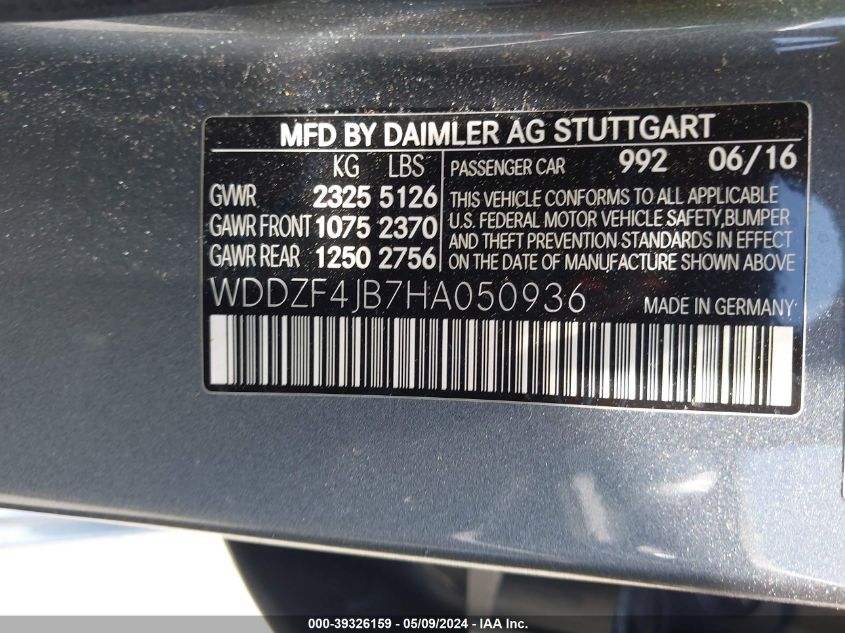 MFD BY DAIMLER AG STUTTGART
KG LBS
GVWR 2325 5126
GAWR FRONT 1075 2370
GAWR REAR 1250 2756
PASSENGER CAR 992 06/16
THIS VEHICLE CONFORMS TO ALL APPLICABLE
U.S. FEDERAL MOTOR VEHICLE SAFETY,BUMPER
AND THEFT PREVENTION STANDARDS IN EFFECT
ON THE DATE OF MANUFACTURE SHOWN ABOVE
WDDZF4JB7HA050936 MADE IN GERMANY
000-39326159 — 05/09/2024 — IAA Inc.